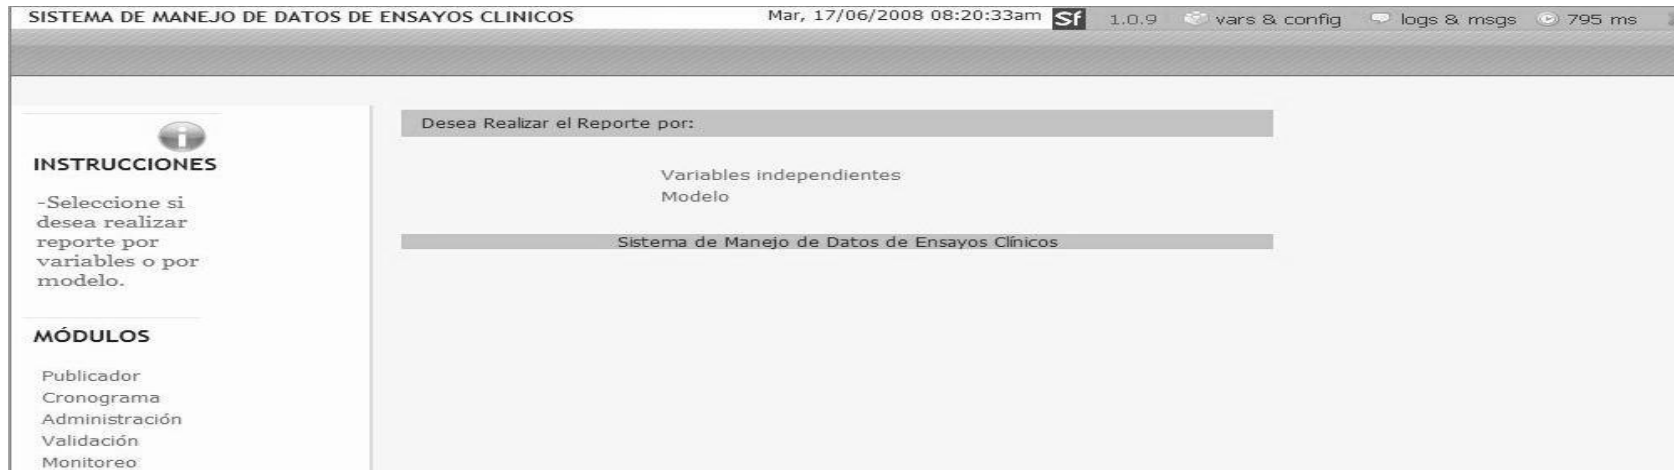 SISTEMA DE MANEJO DE DATOS DE ENSAYOS CLINICOS
Mar, 17/06/2008 08:20:33am Sf 1.0.9 vars & config logs & msgs 795 ms
Desea Realizar el Reporte por:
Variables independientes
Modelo
Sistema de Manejo de Datos de Ensayos Clínicos
INSTRUCCIONES
-Seleccione si
desea realizar
reporte por
variables o por
modelo.
MÓDULOS
Publicador
Cronograma
Administración
Validación
Monitoreo